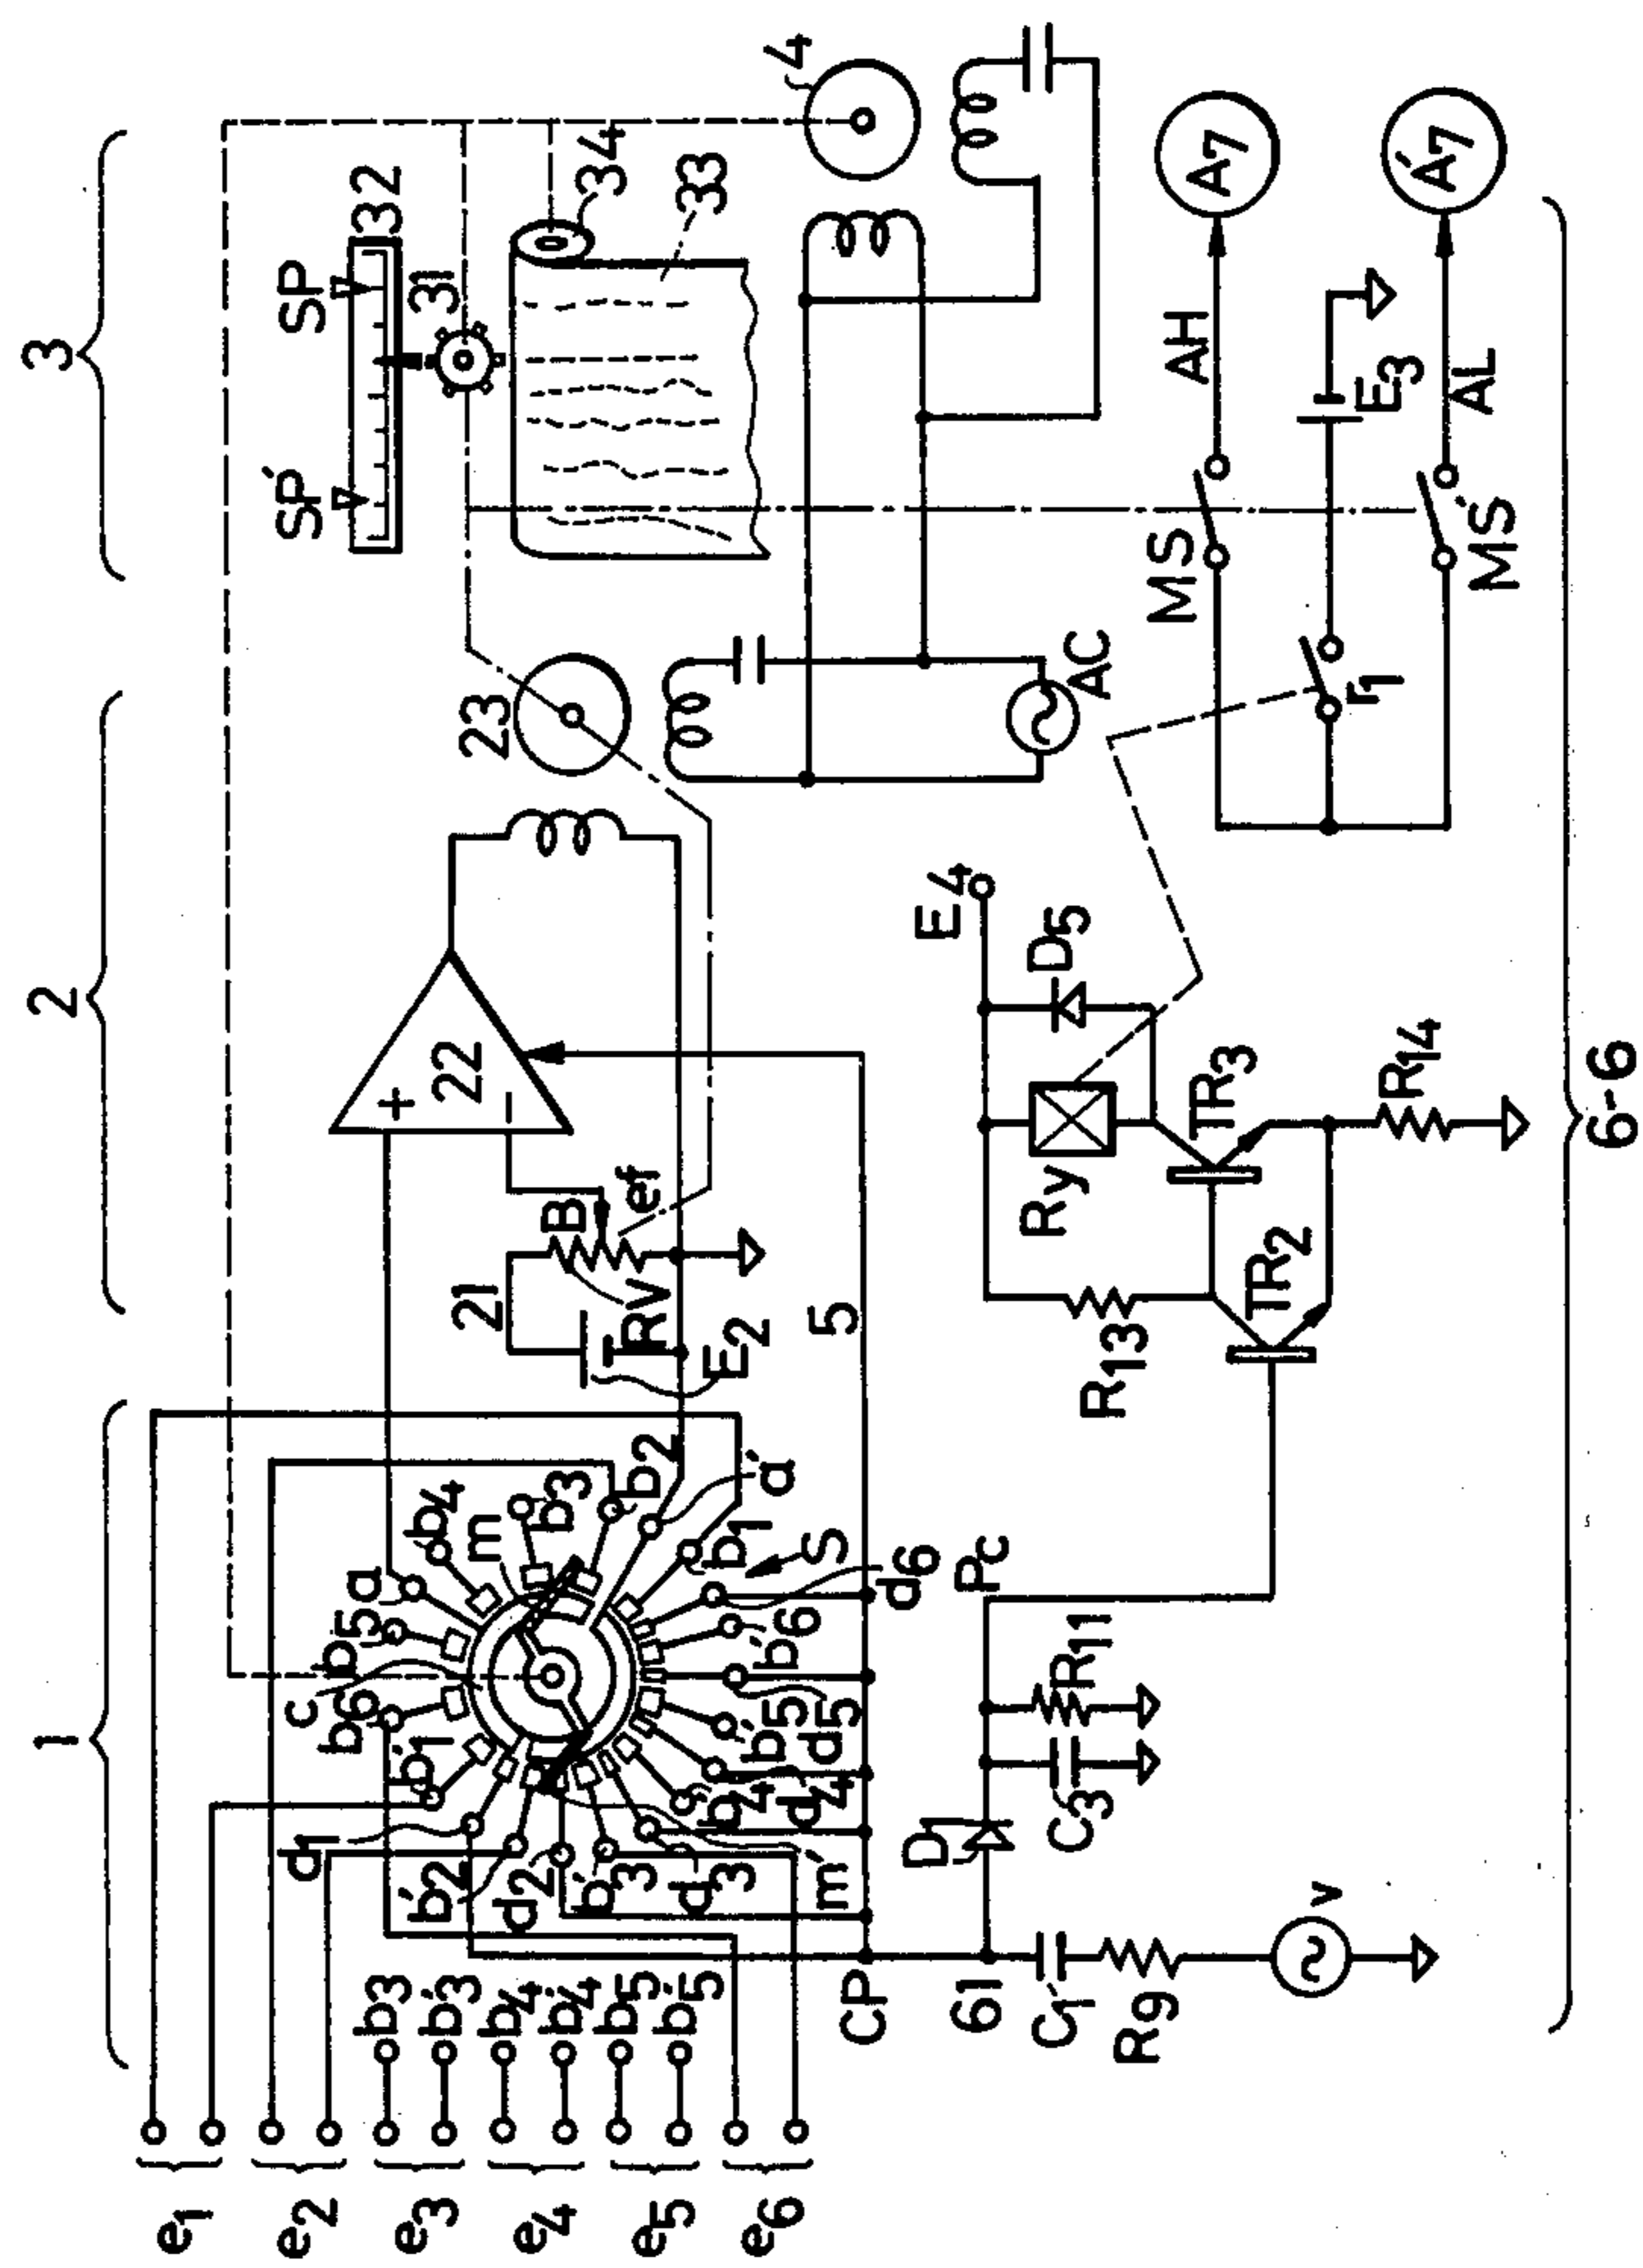 1
2
3
e1
e2
e3
e4
e5
e6
b3
b'3
b4
b'4
b5
b'5
c
b6
b5
a
b4
m
b3
b2
a'
b1
S
d6
b'6
b'5
d5
b'4
d4
d3
m'
b'3
d2
b'2
d1
b'1
21
B
RV
ef
E2
+
22
−
23
5
SP'
SP
32
31
34
33
4
AC
CP
61
C1'
R9
v
D1
C3
R11
Pc
R13
TR2
Ry
TR3
R14
E4
D5
r1
MS
MS'
AH
AL
E3
A7
A'7
6-6